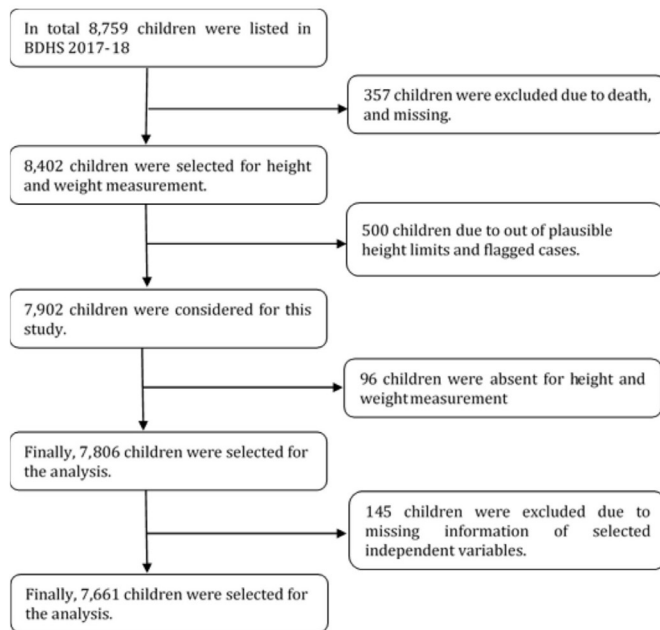 In total 8,759 children were listed in
BDHS 2017-18
357 children were excluded due to death,
and missing.
8,402 children were selected for height
and weight measurement.
500 children due to out of plausible
height limits and flagged cases.
7,902 children were considered for this
study.
96 children were absent for height and
weight measurement
Finally, 7,806 children were selected for
the analysis.
145 children were excluded due to
missing information of selected
independent variables.
Finally, 7,661 children were selected for
the analysis.